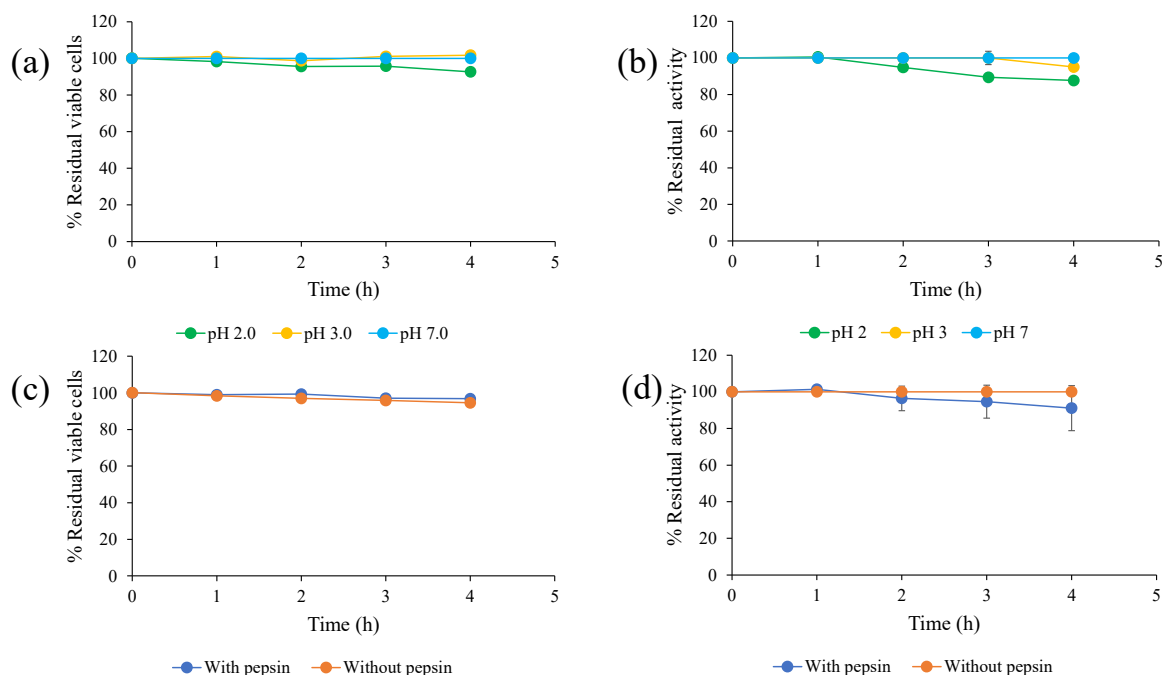 (a)
% Residual viable cells
120
100
80
60
40
20
0
0 1 2 3 4 5
Time (h)
pH 2.0 pH 3.0 pH 7.0
(b)
% Residual activity
120
100
80
60
40
20
0
0 1 2 3 4 5
Time (h)
pH 2 pH 3 pH 7
(c)
% Residual viable cells
120
100
80
60
40
20
0
0 1 2 3 4 5
Time (h)
With pepsin Without pepsin
(d)
% Residual activity
120
100
80
60
40
20
0
0 1 2 3 4 5
Time (h)
With pepsin Without pepsin